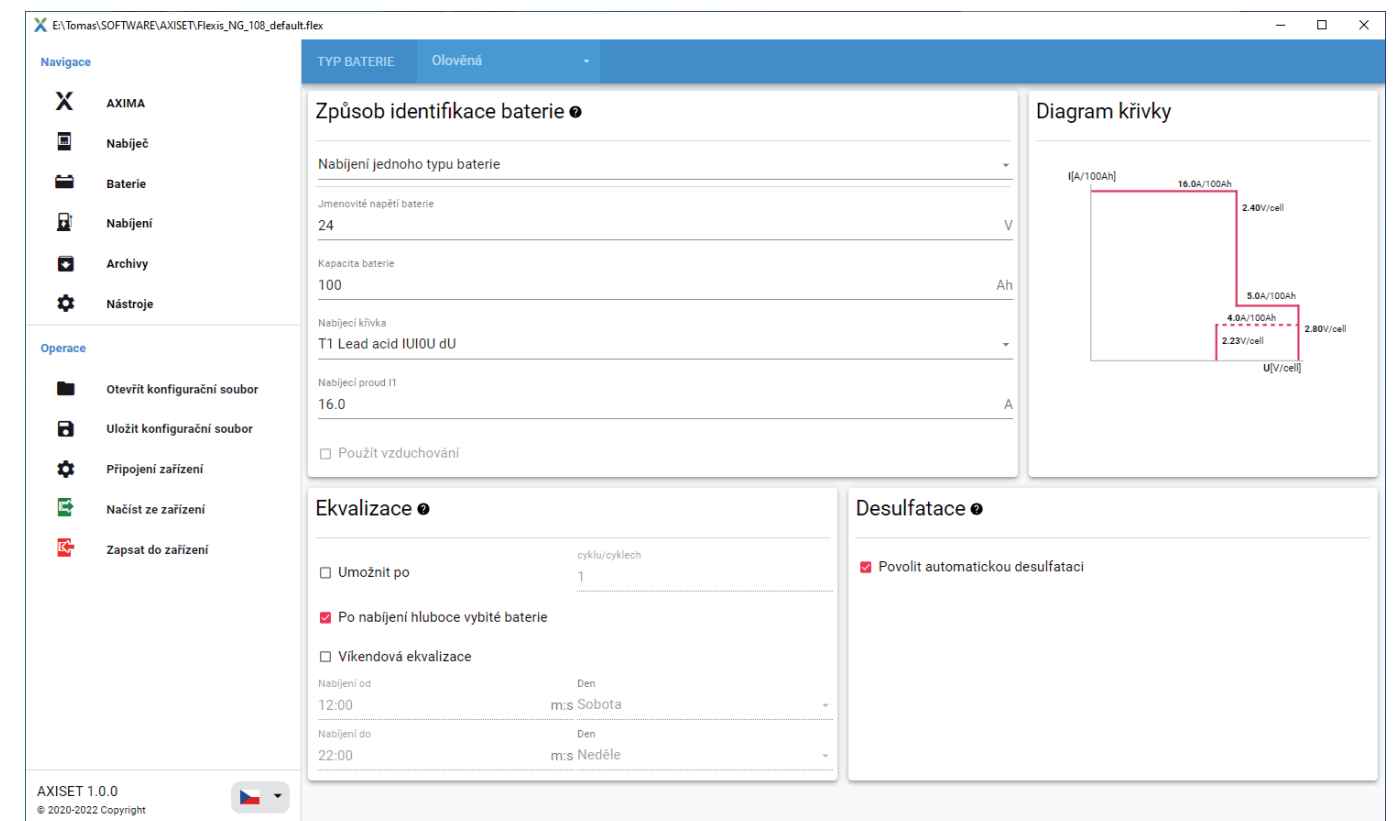 E:\Tomas\SOFTWARE\AXISET\Flexis_NG_108_default.flex
Navigace
AXIMA
Nabíječ
Baterie
Nabíjení
Archivy
Nástroje
Operace
Otevřít konfigurační soubor
Uložit konfigurační soubor
Připojení zařízení
Načíst ze zařízení
Zapsat do zařízení
AXISET 1.0.0
© 2020-2022 Copyright
TYP BATERIE Olověná
Způsob identifikace baterie
Nabíjení jednoho typu baterie
Jmenovité napětí baterie
24 V
Kapacita baterie
100 Ah
Nabíjecí křivka
T1 Lead acid IUI0U dU
Nabíjecí proud I1
16.0 A
Použít vzduchování
Diagram křivky
I[A/100Ah]
16.0A/100Ah
2.40V/cell
5.0A/100Ah
4.0A/100Ah
2.80V/cell
2.23V/cell
U[V/cell]
Ekvalizace
cyklu/cyklech
Umožnit po 1
Po nabíjení hluboce vybité baterie
Víkendová ekvalizace
Nabíjení od Den
12:00 m:s Sobota
Nabíjení do Den
22:00 m:s Neděle
Desulfatace
Povolit automatickou desulfataci